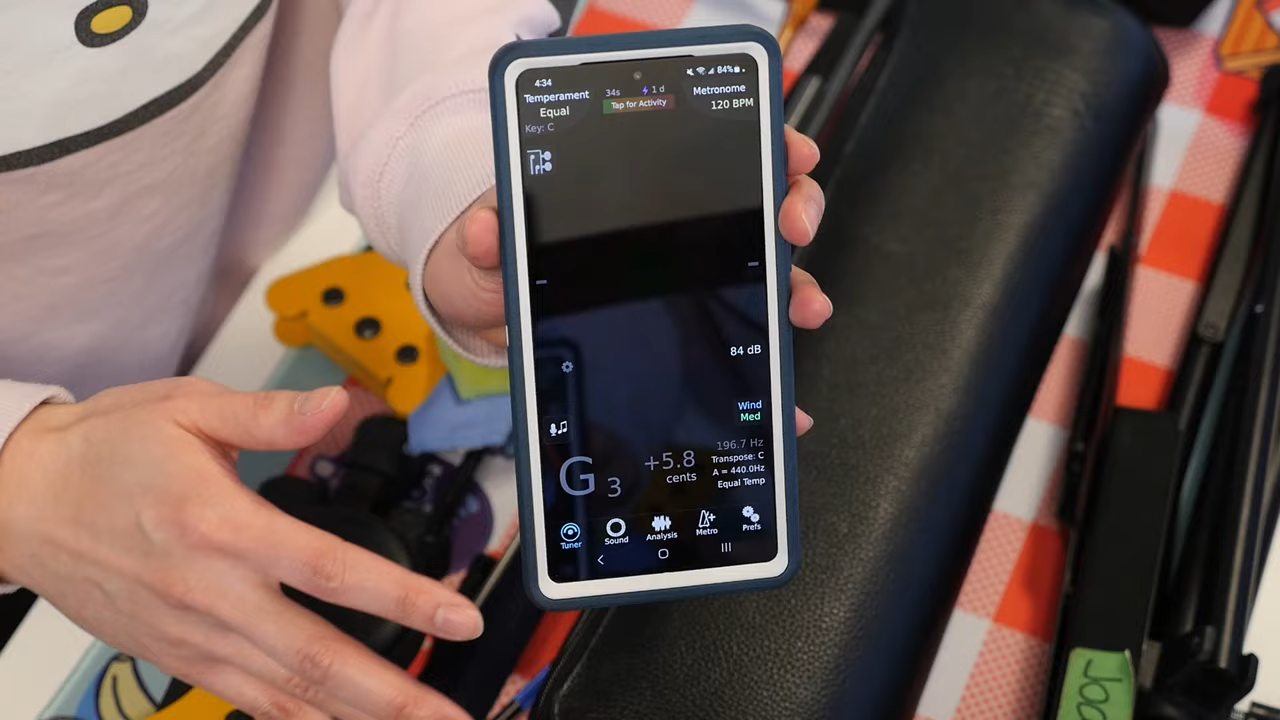 4:34
84%
Temperament
34s
1 d
Metronome
Equal
Tap for Activity
120 BPM
Key: C
84 dB
Wind
Med
196.7 Hz
G 3
+5.8
cents
Transpose: C
A = 440.0Hz
Equal Temp
Tuner
Sound
Analysis
Metro
Prefs